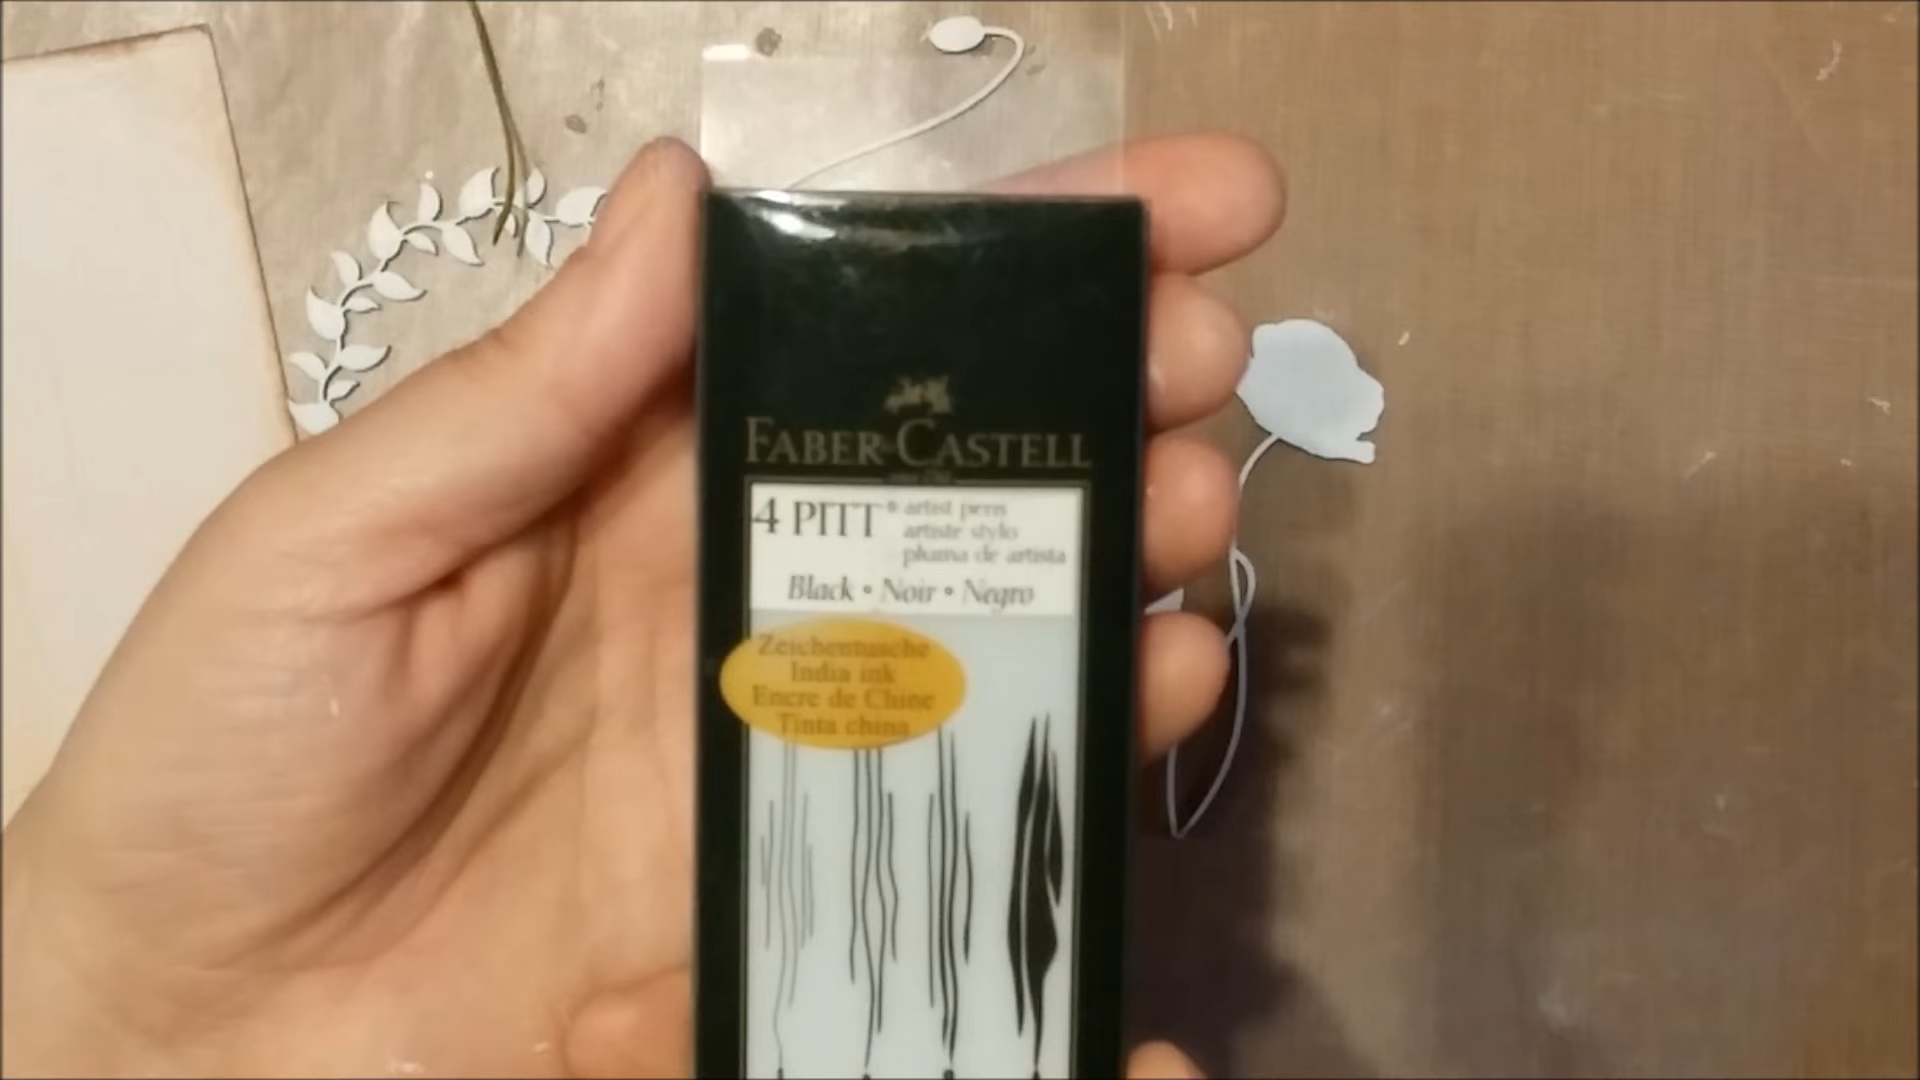 FABER-CASTELL
4 PITT® artist pens
artiste stylo
pluma de artista
Black • Noir • Negro
Zeichentusche
India ink
Encre de Chine
Tinta china